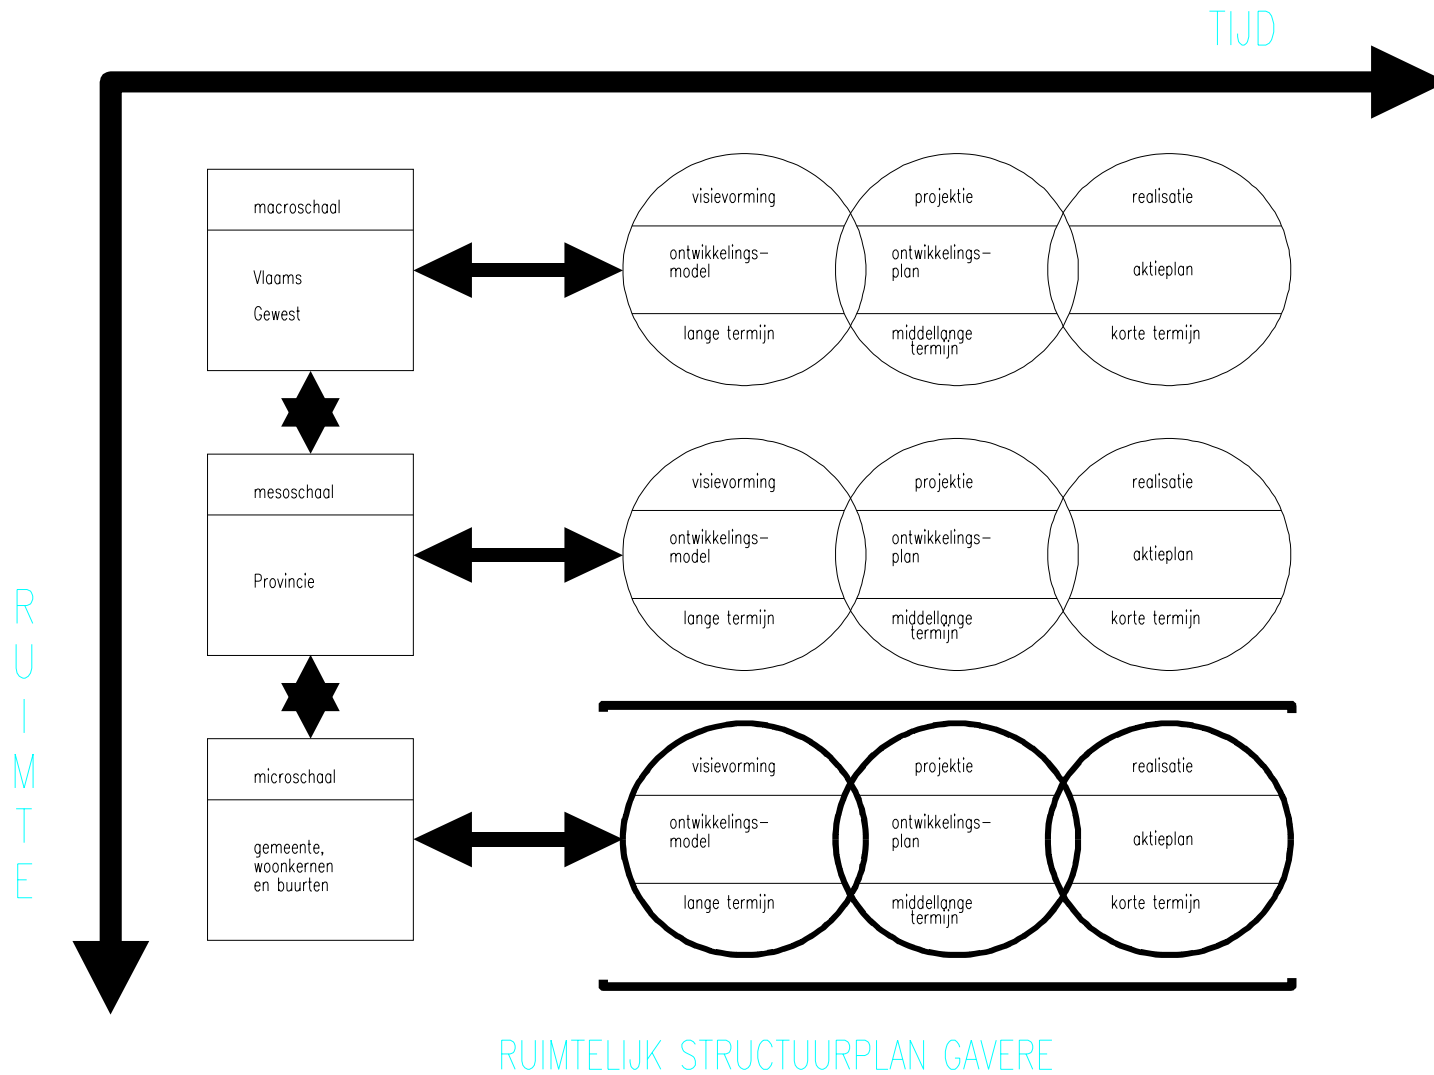 TIJD
macroschaal
Vlaams
Gewest
visievorming
ontwikkelings-
model
lange termijn
projektie
ontwikkelings-
plan
middellange
termijn
realisatie
aktieplan
korte termijn
mesoschaal
Provincie
visievorming
ontwikkelings-
model
lange termijn
projektie
ontwikkelings-
plan
middellange
termijn
realisatie
aktieplan
korte termijn
RUIMTE
microschaal
gemeente,
woonkernen
en buurten
visievorming
ontwikkelings-
model
lange termijn
projektie
ontwikkelings-
plan
middellange
termijn
realisatie
aktieplan
korte termijn
RUIMTELIJK STRUCTUURPLAN GAVERE